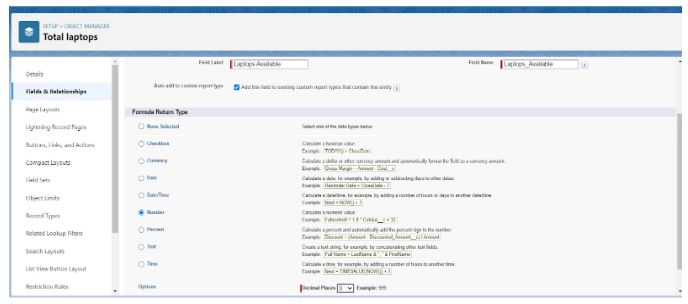 SETUP > OBJECT MANAGER
Total laptops
Details
Fields & Relationships
Page Layouts
Lightning Record Pages
Buttons, Links, and Actions
Compact Layouts
Field Sets
Object Limits
Record Types
Related Lookup Filters
Search Layouts
List View Button Layout
Restriction Rules
Field Label Laptops Available Field Name Laptops_Available i
Auto add to custom report type Add this field to existing custom report types that contain this entity i
Formula Return Type
None Selected Select one of the data types below
Checkbox Calculate a boolean value
Example: TODAY() > CloseDate
Currency Calculate a dollar or other currency amount and automatically format the field as a currency amount.
Example: Gross Margin = Amount - Cost__c
Date Calculate a date, for example, by adding or subtracting days to other dates.
Example: Reminder Date = CloseDate - 7
Date/Time Calculate a date/time, for example, by adding a number of hours or days to another date/time
Example: Next = NOW() + 1
Number Calculate a numeric value.
Example: Fahrenheit = 1.8 * Celsius__c + 32
Percent Calculate a percent and automatically add the percent sign to the number
Example: Discount = (Amount - Discounted_Amount__c) / Amount
Text Create a text string, for example, by concatenating other text fields.
Example: Full Name = LastName & ", " & FirstName
Time Calculate a time, for example, by adding a number of hours to another time.
Example: Next = TIMEVALUE(NOW()) + 1
Options Decimal Places 0 Example: 999